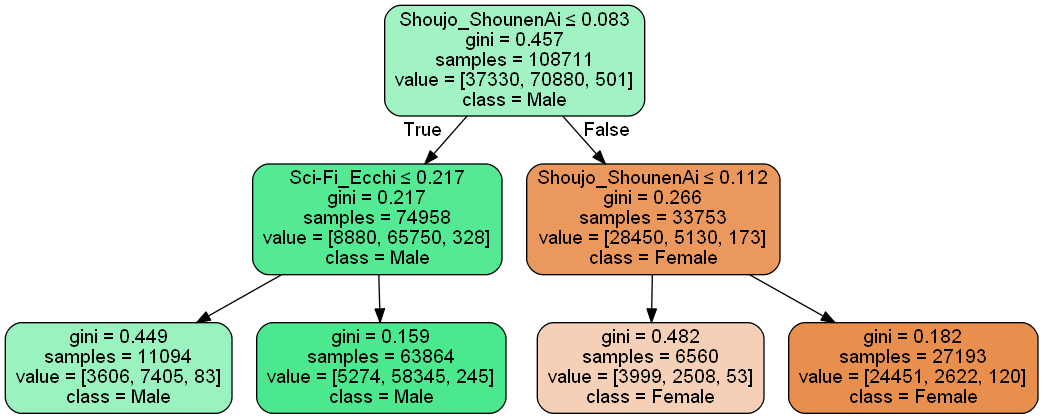 Shoujo_ShounenAi ≤ 0.083
gini = 0.457
samples = 108711
value = [37330, 70880, 501]
class = Male
True
False
Sci-Fi_Ecchi ≤ 0.217
gini = 0.217
samples = 74958
value = [8880, 65750, 328]
class = Male
Shoujo_ShounenAi ≤ 0.112
gini = 0.266
samples = 33753
value = [28450, 5130, 173]
class = Female
gini = 0.449
samples = 11094
value = [3606, 7405, 83]
class = Male
gini = 0.159
samples = 63864
value = [5274, 58345, 245]
class = Male
gini = 0.482
samples = 6560
value = [3999, 2508, 53]
class = Female
gini = 0.182
samples = 27193
value = [24451, 2622, 120]
class = Female